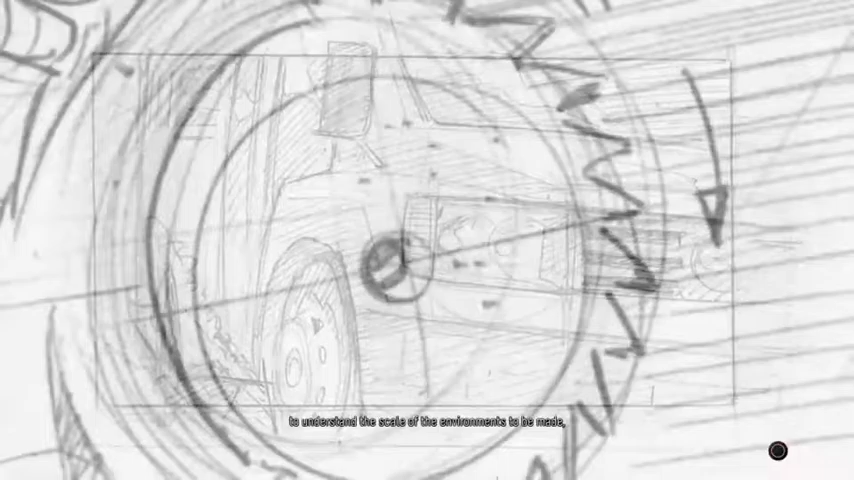 to understand the scale of the environments to be made,